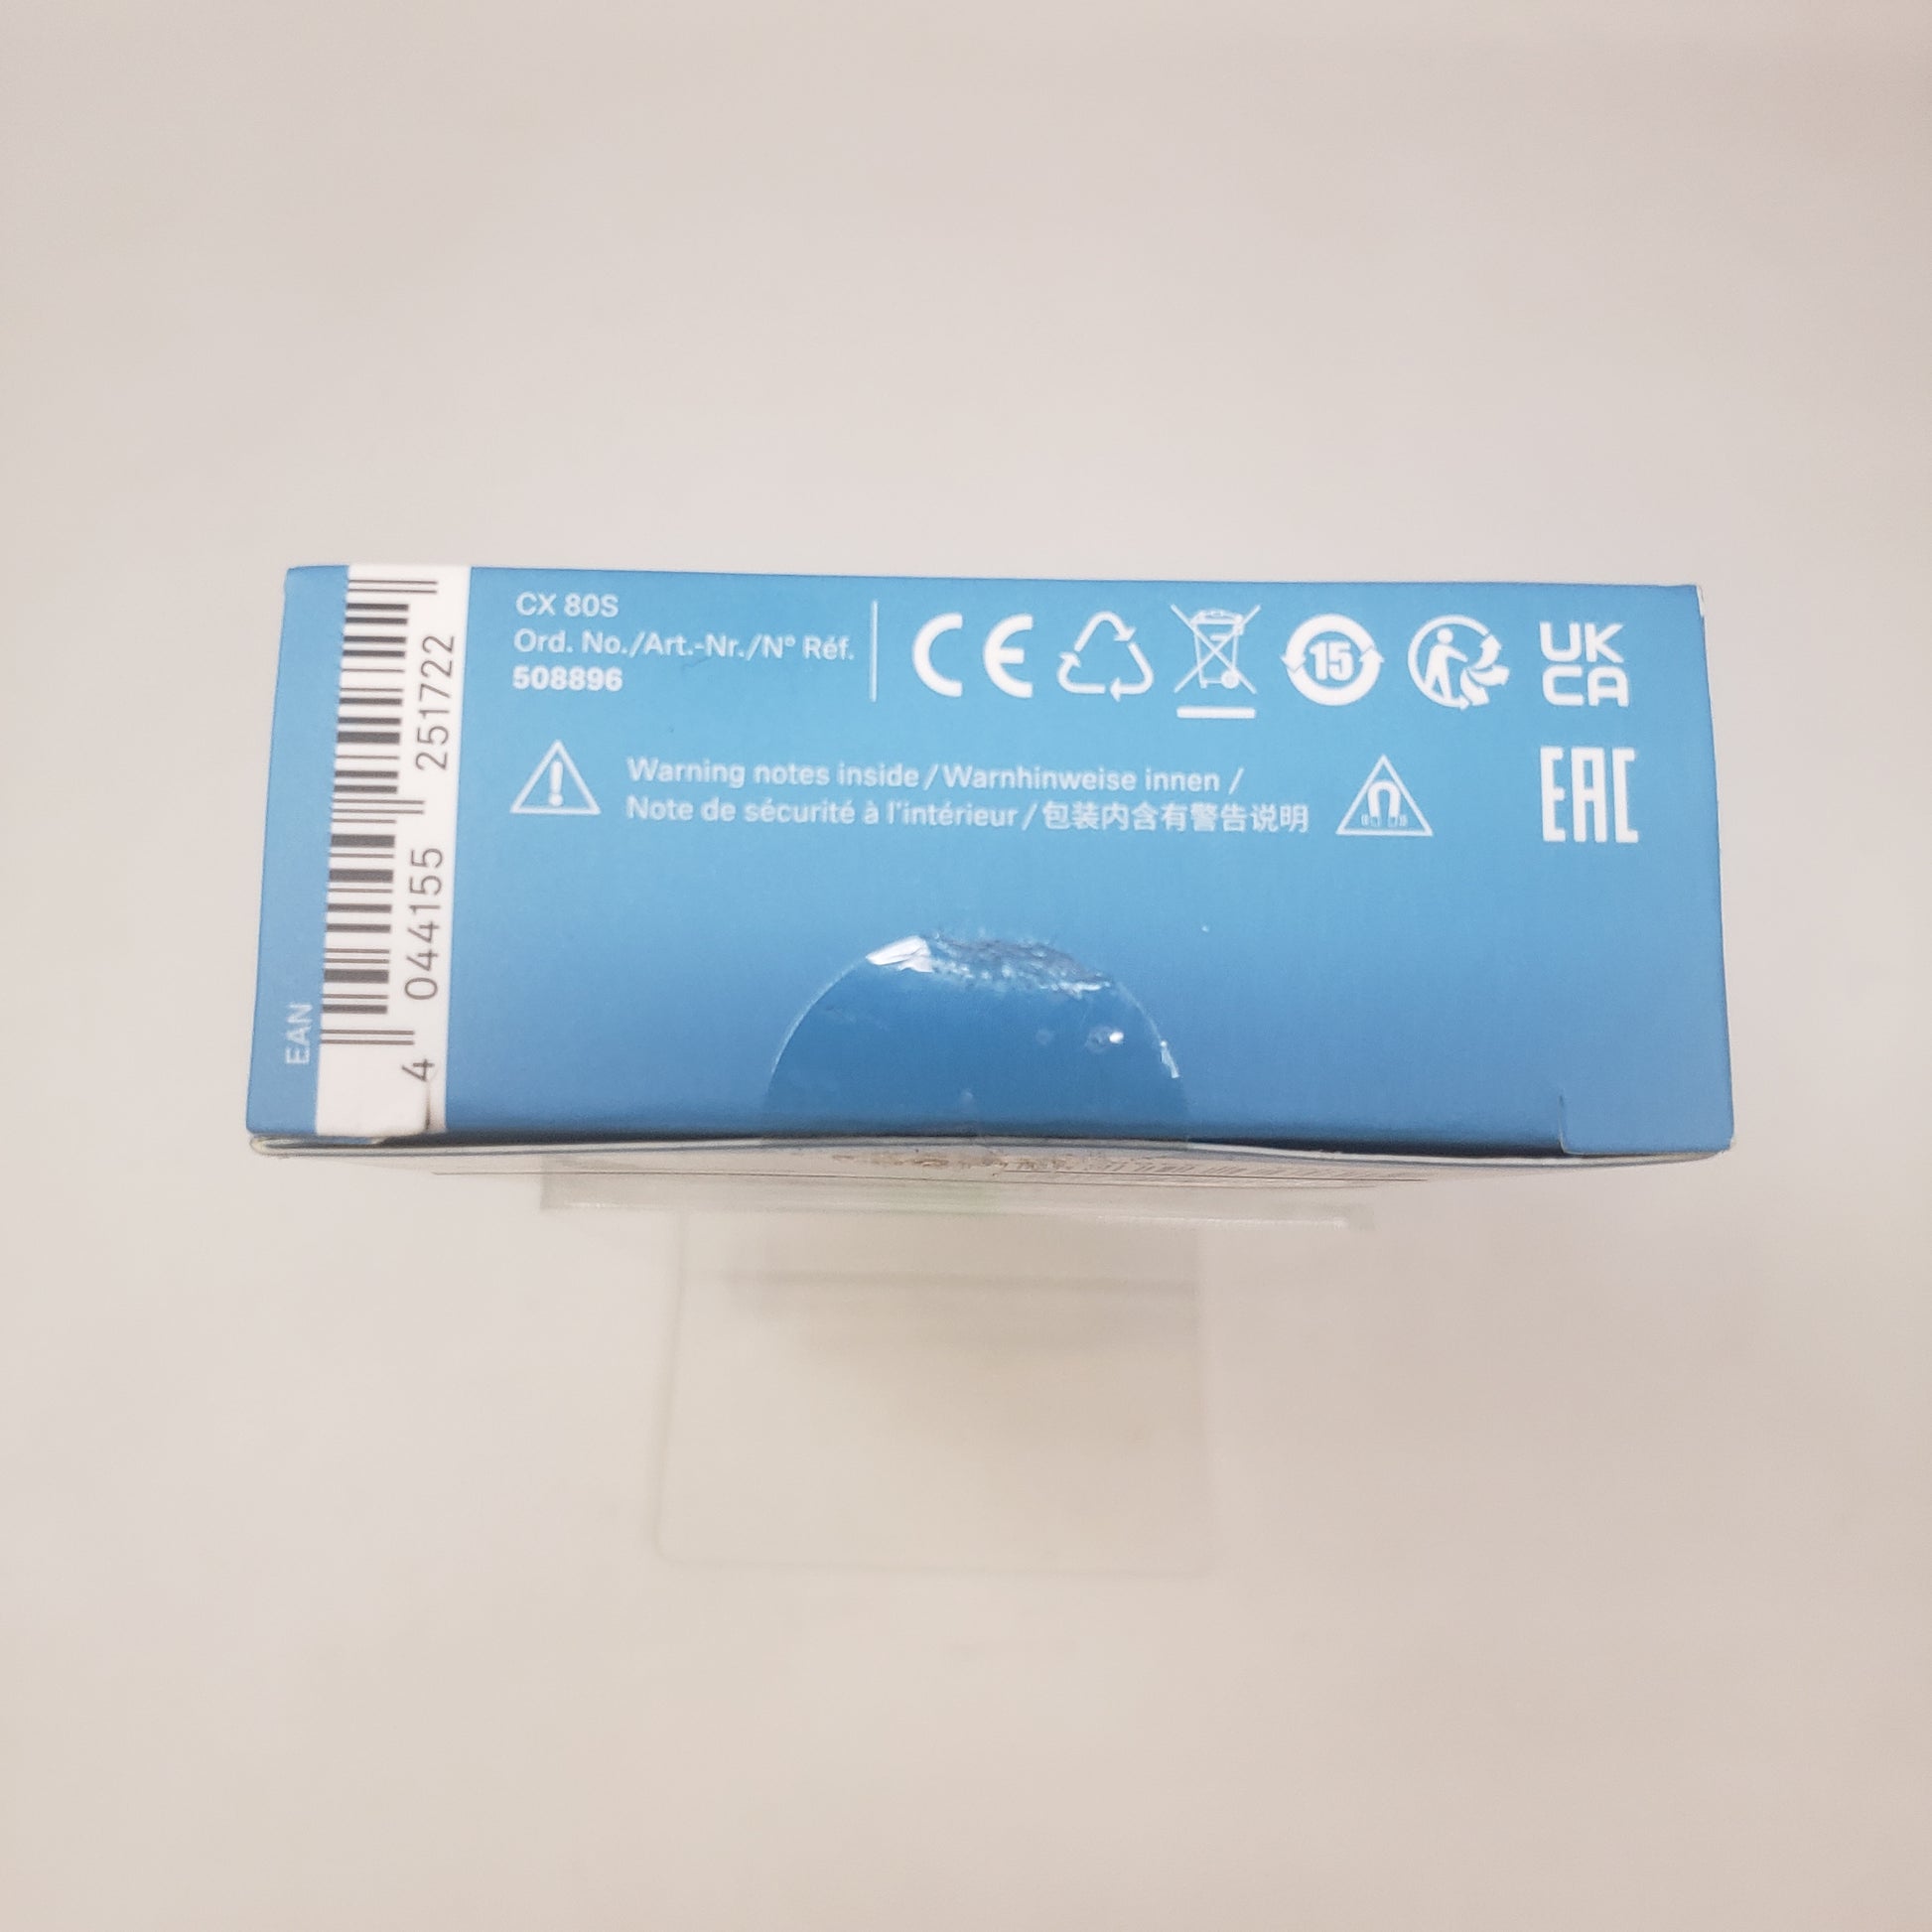 CX 80S
Ord. No./Art.-Nr./N° Réf.
508896
CE
15
UK
CA
EAC
Warning notes inside / Warnhinweise innen /
Note de sécurité à l'intérieur / 包装内含有警告说明
EAN
4 044155 251722